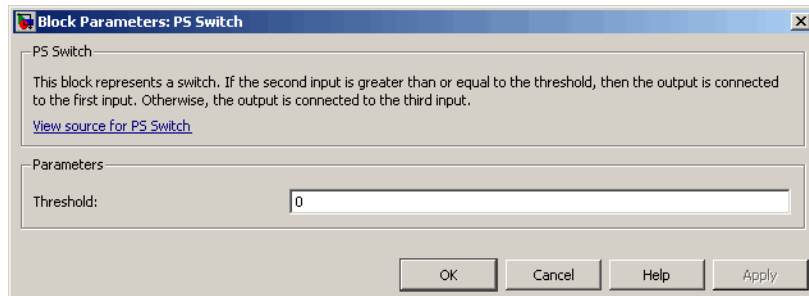 Block Parameters: PS Switch
PS Switch
This block represents a switch. If the second input is greater than or equal to the threshold, then the output is connected
to the first input. Otherwise, the output is connected to the third input.
View source for PS Switch
Parameters
Threshold:
0
OK
Cancel
Help
Apply